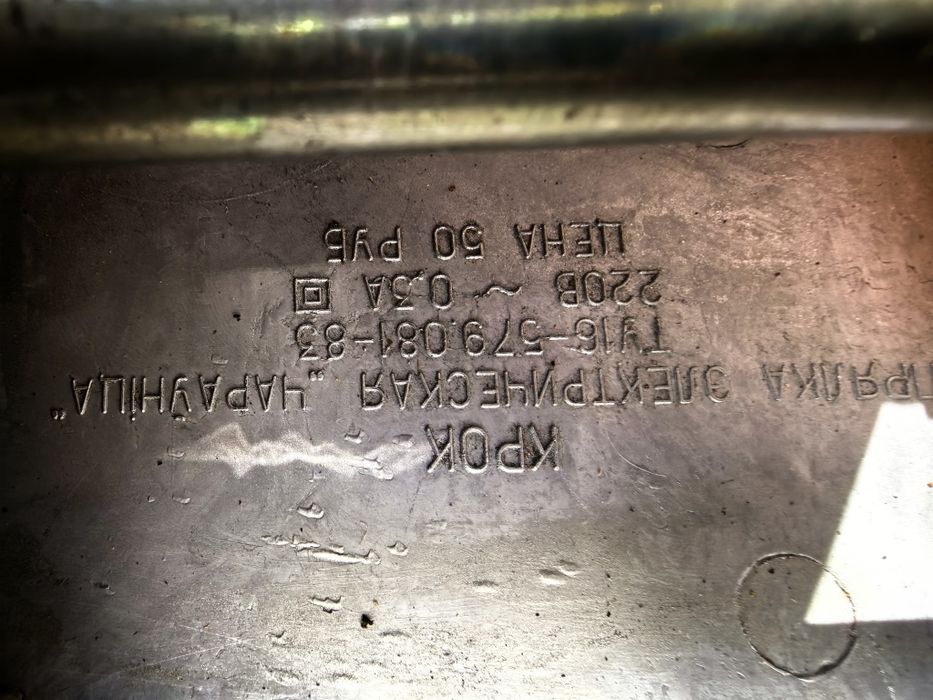 КРОК
ПРЯЛКА ЭЛЕКТРИЧЕСКАЯ „ЧАРАЎНІЦА"
ТУ16-579.081-83
220В ~ 0,3А
ЦЕНА 50 РУБ